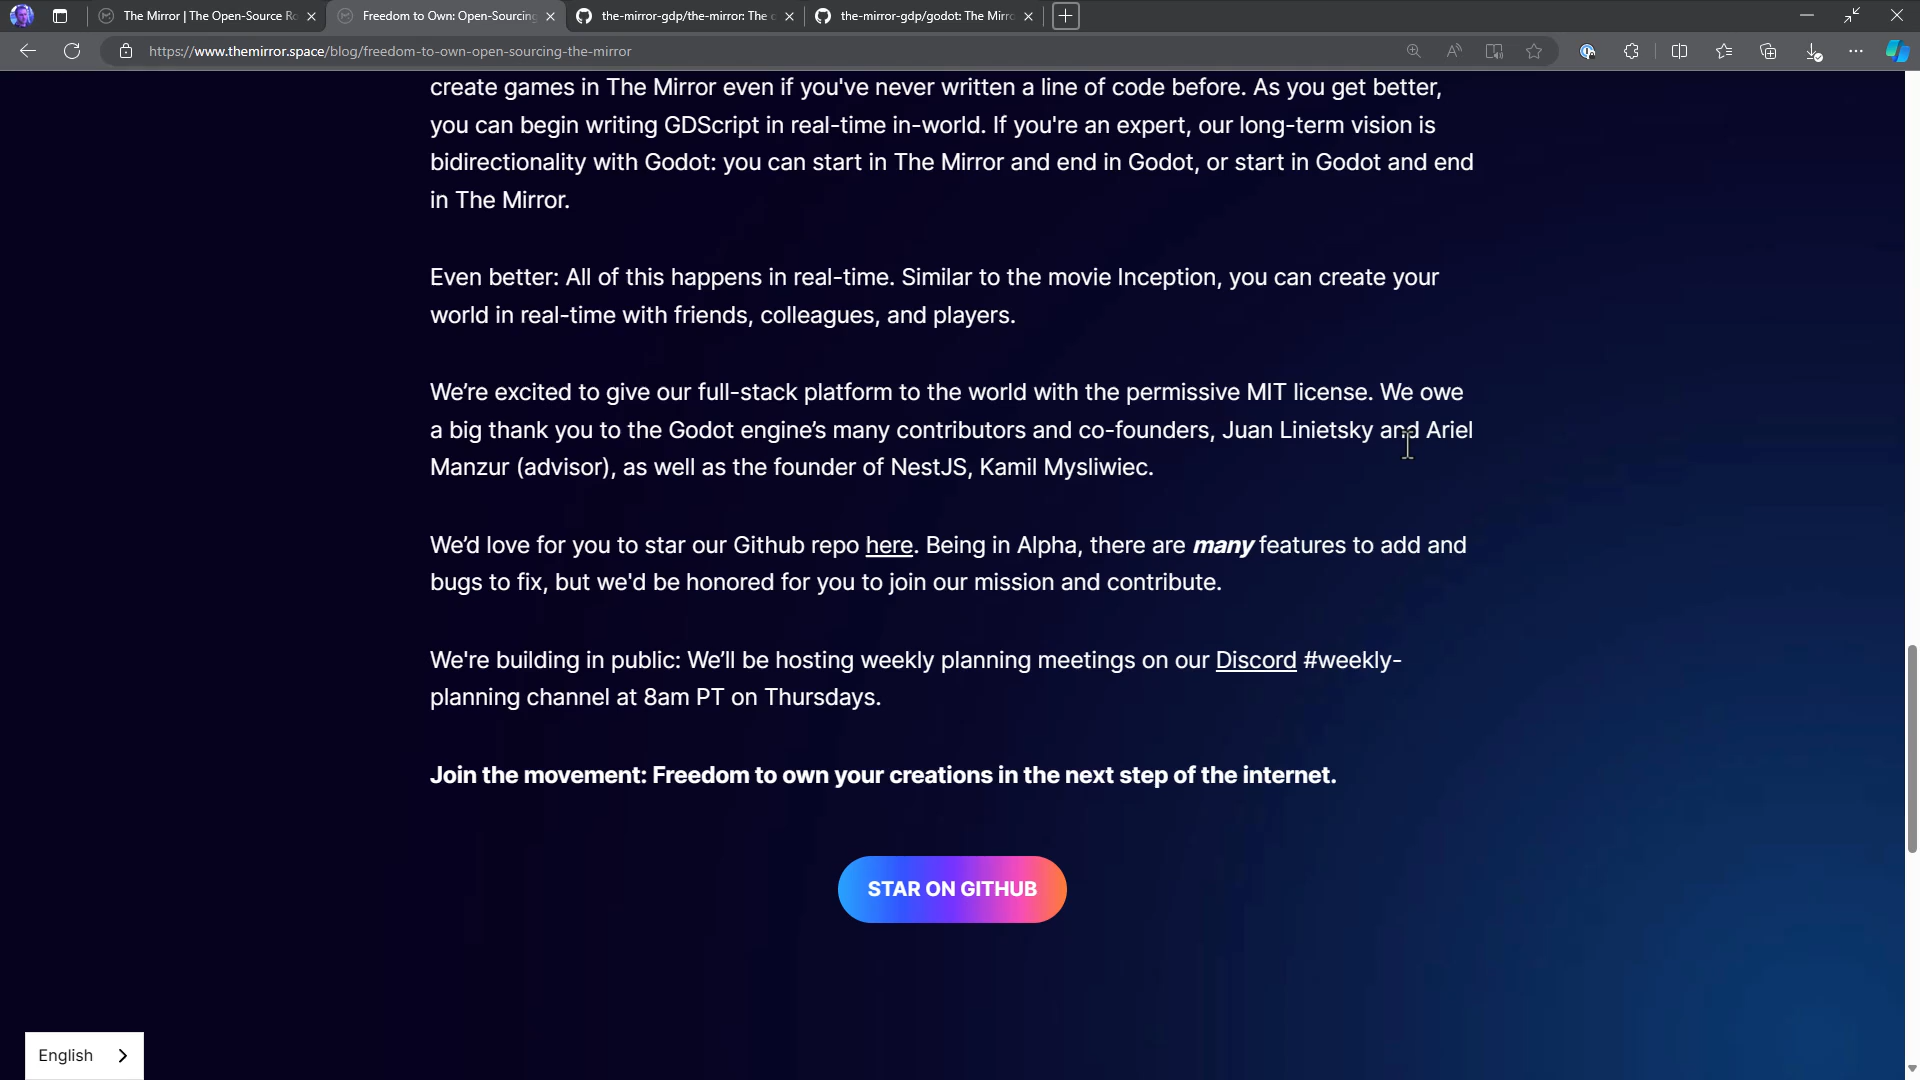 The Mirror | The Open-Source Ro
Freedom to Own: Open-Sourcing
the-mirror-gdp/the-mirror: The o
the-mirror-gdp/godot: The Mirro
https://www.themirror.space/blog/freedom-to-own-open-sourcing-the-mirror
create games in The Mirror even if you've never written a line of code before. As you get better,
you can begin writing GDScript in real-time in-world. If you're an expert, our long-term vision is
bidirectionality with Godot: you can start in The Mirror and end in Godot, or start in Godot and end
in The Mirror.
Even better: All of this happens in real-time. Similar to the movie Inception, you can create your
world in real-time with friends, colleagues, and players.
We’re excited to give our full-stack platform to the world with the permissive MIT license. We owe
a big thank you to the Godot engine’s many contributors and co-founders, Juan Linietsky and Ariel
Manzur (advisor), as well as the founder of NestJS, Kamil Mysliwiec.
We’d love for you to star our Github repo here. Being in Alpha, there are many features to add and
bugs to fix, but we'd be honored for you to join our mission and contribute.
We're building in public: We’ll be hosting weekly planning meetings on our Discord #weekly-
planning channel at 8am PT on Thursdays.
Join the movement: Freedom to own your creations in the next step of the internet.
STAR ON GITHUB
English